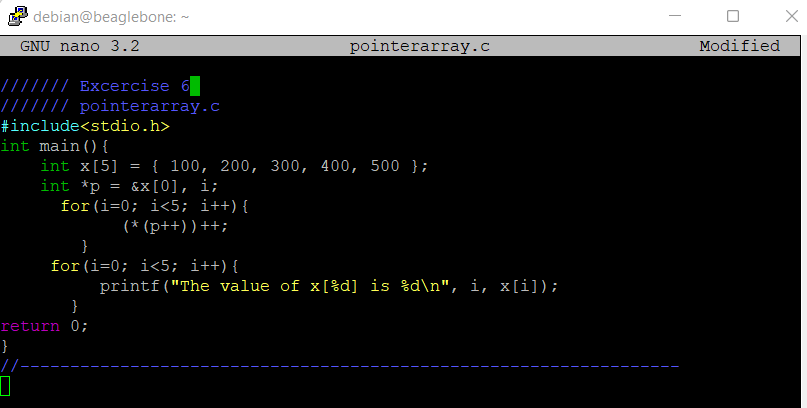 debian@beaglebone: ~
GNU nano 3.2 pointerarray.c Modified
/////// Excercise 6
/////// pointerarray.c
#include<stdio.h>
int main(){
    int x[5] = { 100, 200, 300, 400, 500 };
    int *p = &x[0], i;
      for(i=0; i<5; i++){
            (*(p++))++;
        }
     for(i=0; i<5; i++){
          printf("The value of x[%d] is %d\n", i, x[i]);
       }
return 0;
}
//------------------------------------------------------------------